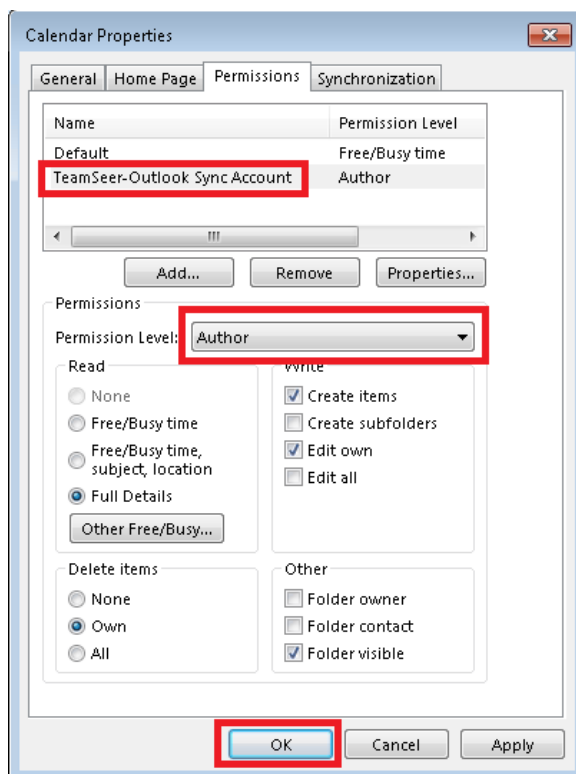 Calendar Properties
General Home Page Permissions Synchronization
Name Permission Level
Default Free/Busy time
TeamSeer-Outlook Sync Account Author
Add... Remove Properties...
Permissions
Permission Level: Author
Read Write
None Create items
Free/Busy time Create subfolders
Free/Busy time, Edit own
subject, location Edit all
Full Details
Other Free/Busy...
Delete items Other
None Folder owner
Own Folder contact
All Folder visible
OK Cancel Apply